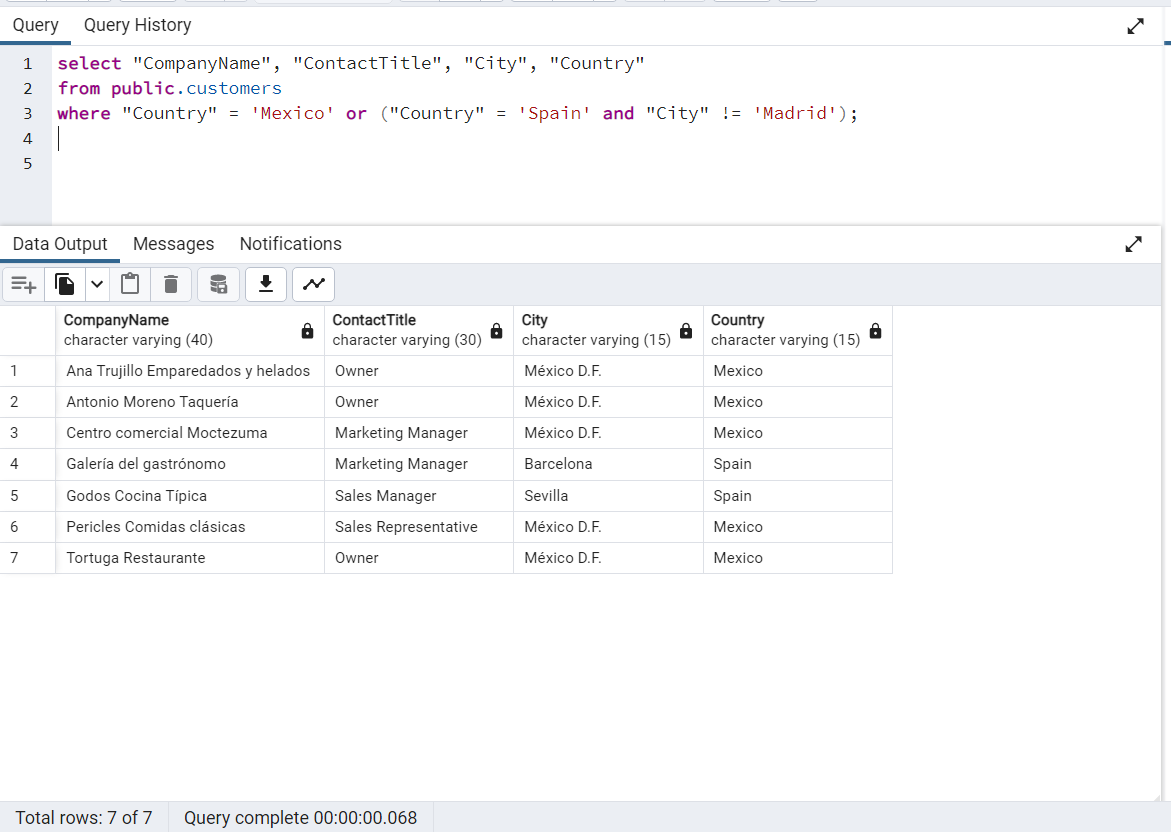 Query Query History
1 select "CompanyName", "ContactTitle", "City", "Country"
2 from public.customers
3 where "Country" = 'Mexico' or ("Country" = 'Spain' and "City" != 'Madrid');
4
5
Data Output Messages Notifications
CompanyName ContactTitle City Country
character varying (40) character varying (30) character varying (15) character varying (15)
1 Ana Trujillo Emparedados y helados Owner México D.F. Mexico
2 Antonio Moreno Taquería Owner México D.F. Mexico
3 Centro comercial Moctezuma Marketing Manager México D.F. Mexico
4 Galería del gastrónomo Marketing Manager Barcelona Spain
5 Godos Cocina Típica Sales Manager Sevilla Spain
6 Pericles Comidas clásicas Sales Representative México D.F. Mexico
7 Tortuga Restaurante Owner México D.F. Mexico
Total rows: 7 of 7 Query complete 00:00:00.068